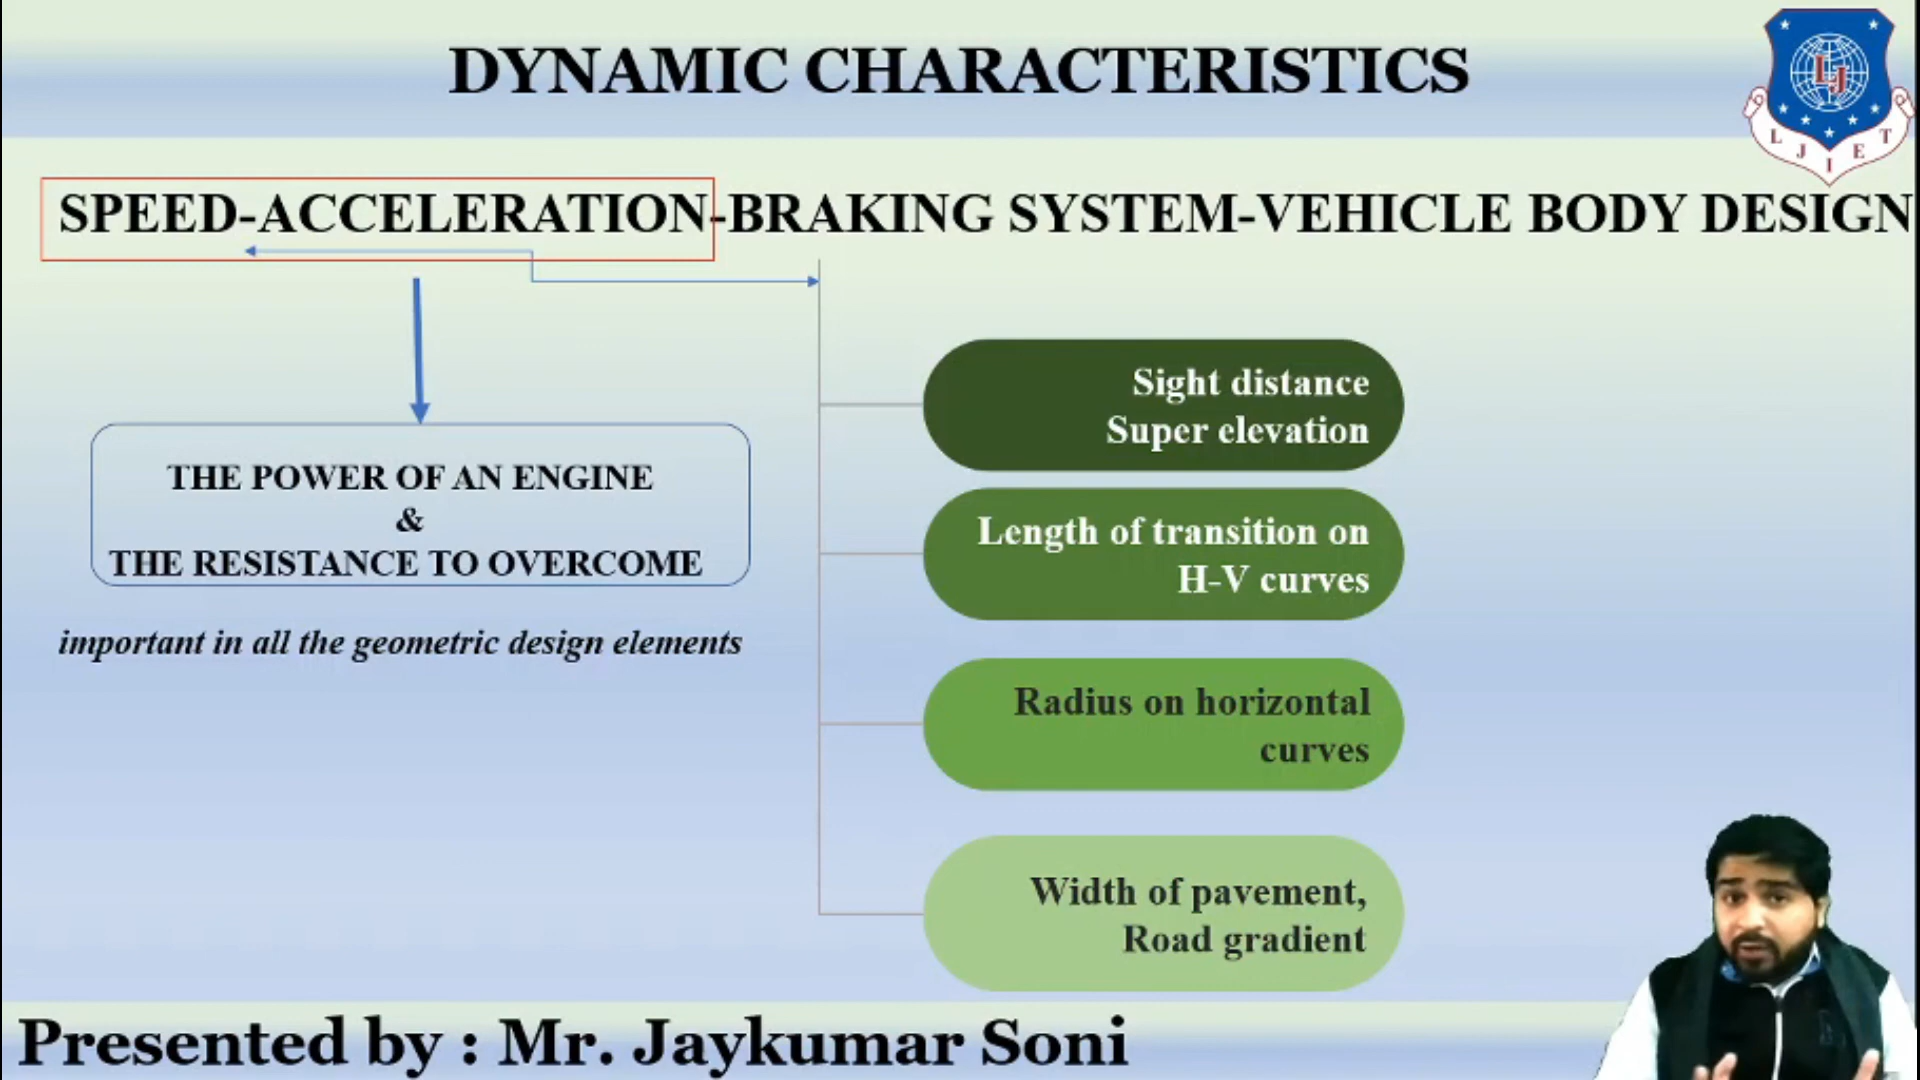 DYNAMIC CHARACTERISTICS
LJ
L J I E T
SPEED-ACCELERATION-BRAKING SYSTEM-VEHICLE BODY DESIGN
THE POWER OF AN ENGINE
&
THE RESISTANCE TO OVERCOME
important in all the geometric design elements
Sight distance
Super elevation
Length of transition on
H-V curves
Radius on horizontal
curves
Width of pavement,
Road gradient
Presented by : Mr. Jaykumar Soni